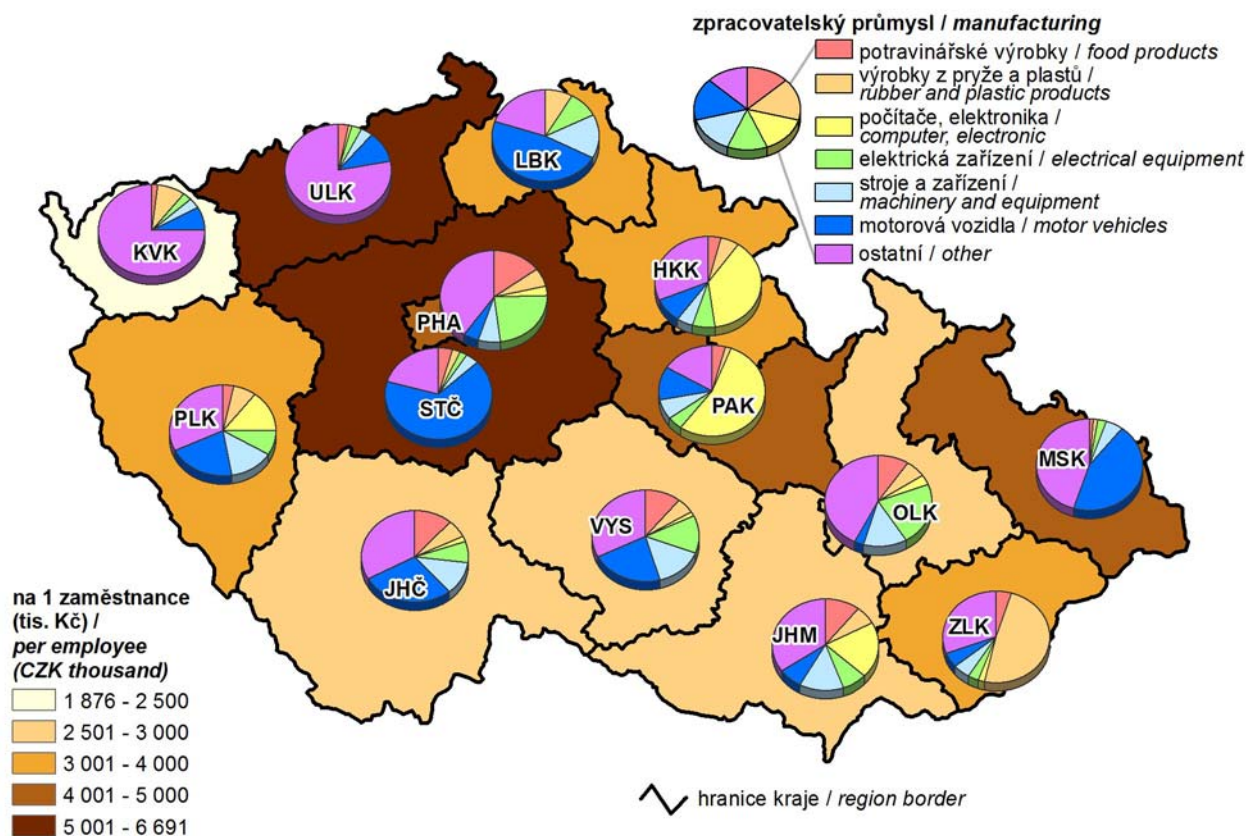 zpracovatelský průmysl / manufacturing
potravinářské výrobky / food products
výrobky z pryže a plastů /
rubber and plastic products
počítače, elektronika /
computer, electronic
elektrická zařízení / electrical equipment
stroje a zařízení /
machinery and equipment
motorová vozidla / motor vehicles
ostatní / other
LBK
ULK
KVK
HKK
PHA
STČ
PAK
PLK
MSK
OLK
VYS
JHČ
JHM
ZLK
na 1 zaměstnance
(tis. Kč) /
per employee
(CZK thousand)
1 876 - 2 500
2 501 - 3 000
3 001 - 4 000
4 001 - 5 000
5 001 - 6 691
hranice kraje / region border